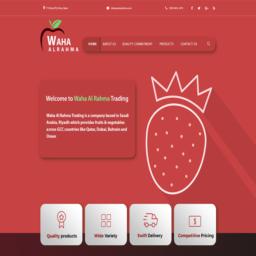 WAHA
ALRAHMA
HOME ABOUT US QUALITY COMMITMENT PRODUCTS CONTACT US
Welcome to Waha Al Rahma Trading
Waha Al Rahma Trading is a company based in Saudi
Arabia, Riyadh which provides fruits & vegetables
across GCC countries like Qatar, Dubai, Bahrain and
Oman
Quality products
Wide Variety
Swift Delivery
Competitive Pricing